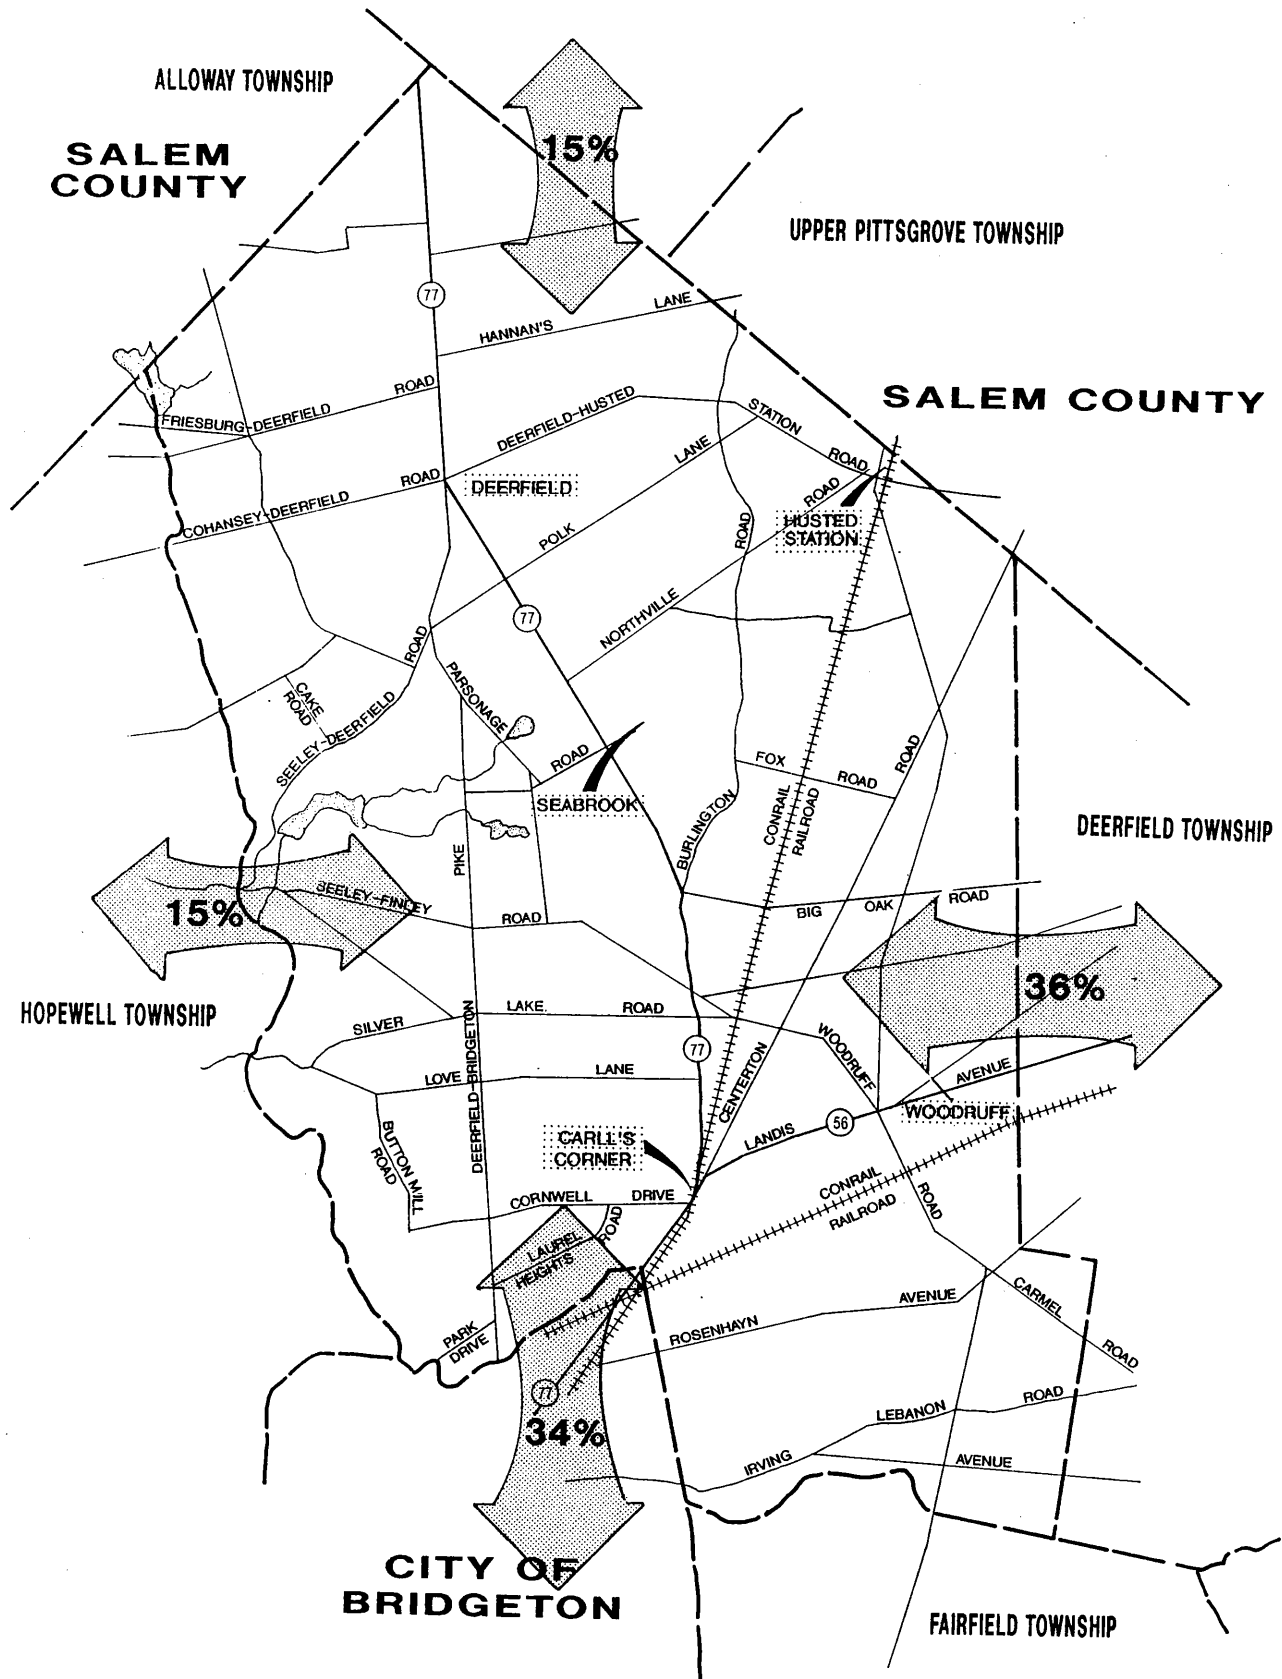 ALLOWAY TOWNSHIP
SALEM
COUNTY
15%
UPPER PITTSGROVE TOWNSHIP
77
HANNAN'S LANE
SALEM COUNTY
FRIESBURG-DEERFIELD ROAD
DEERFIELD-HUSTED STATION ROAD
COHANSEY-DEERFIELD ROAD
DEERFIELD
POLK LANE
HUSTED
STATION
ROAD
77
NORTHVILLE ROAD
CAKE
ROAD
SEELEY-DEERFIELD ROAD
PARSONAGE ROAD
SEABROOK
FOX ROAD
ROAD
CONRAIL
RAILROAD
BURLINGTON
DEERFIELD TOWNSHIP
PIKE
15%
SEELEY-FINLEY ROAD
BIG OAK ROAD
36%
HOPEWELL TOWNSHIP
SILVER LAKE ROAD
DEERFIELD-BRIDGETON
77
WOODRUFF
LOVE LANE
CENTERTON
LANDIS AVENUE
56
WOODRUFF
BUTTON MILL
ROAD
CARLL'S
CORNER
CONRAIL
RAILROAD
ROAD
CORNWELL DRIVE
LAUREL
HEIGHTS
ROAD
PARK
DRIVE
ROSENHAYN AVENUE
CARMEL ROAD
77
34%
LEBANON ROAD
IRVING AVENUE
CITY OF
BRIDGETON
FAIRFIELD TOWNSHIP